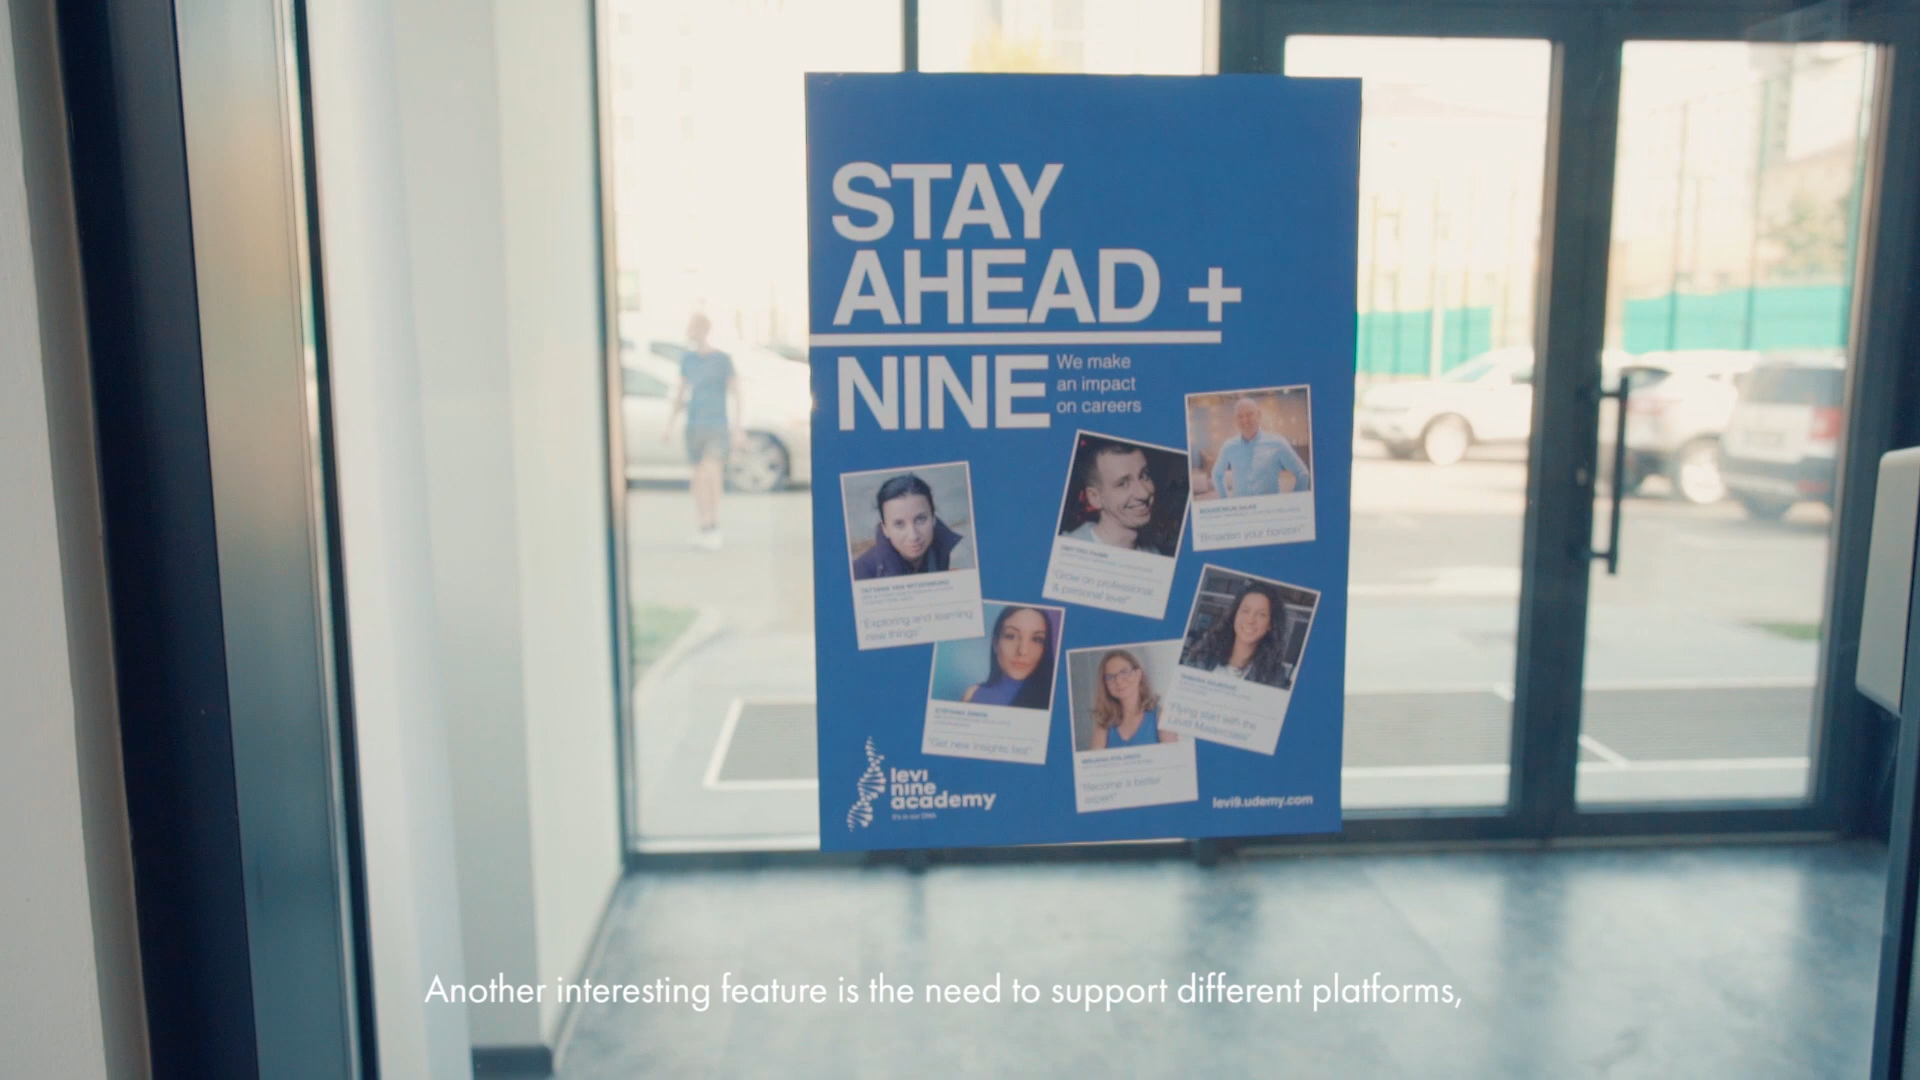 STAY
AHEAD +
NINE
We make
an impact
on careers
"Broaden your horizon"
"Grow on professional
& personal level"
"Exploring and learning
new things"
"Flying start with the
"Get new insights, fast"
"Become a better
expert"
levi
nine
academy
It's in our DNA
levi9.udemy.com
Another interesting feature is the need to support different platforms,